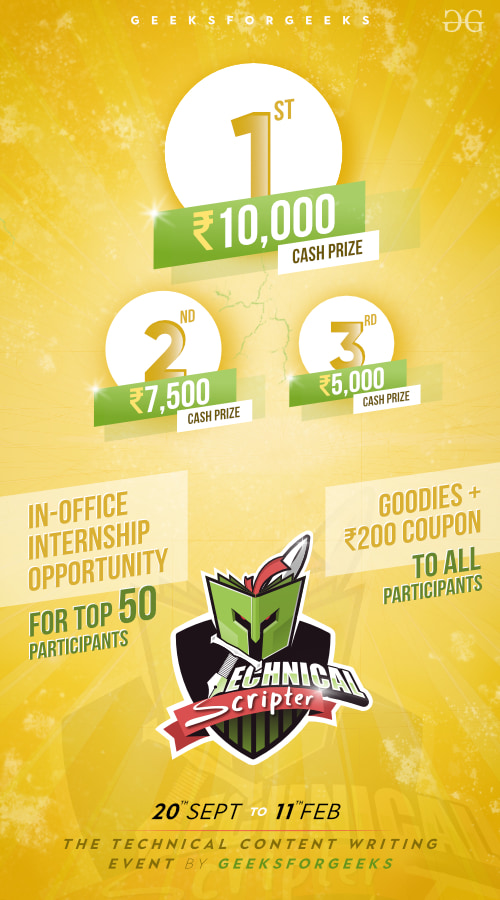 GEEKSFORGEEKS
GG
1ST
₹10,000
CASH PRIZE
2ND
₹7,500
CASH PRIZE
3RD
₹5,000
CASH PRIZE
IN-OFFICE
INTERNSHIP
OPPORTUNITY
FOR TOP 50
PARTICIPANTS
GOODIES +
₹200 COUPON
TO ALL
PARTICIPANTS
TECHNICAL
Scripter
20TH SEPT TO 11TH FEB
THE TECHNICAL CONTENT WRITING
EVENT BY GEEKSFORGEEKS